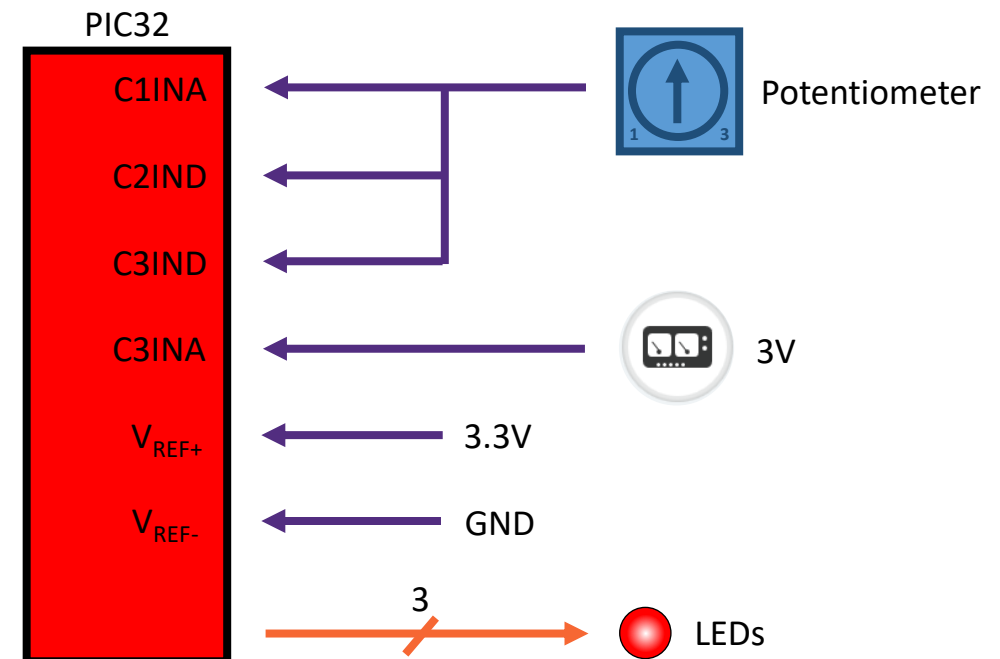 PIC32
C1INA
1 3
Potentiometer
C2IND
C3IND
C3INA
3V
VREF+
3.3V
VREF-
GND
3
LEDs